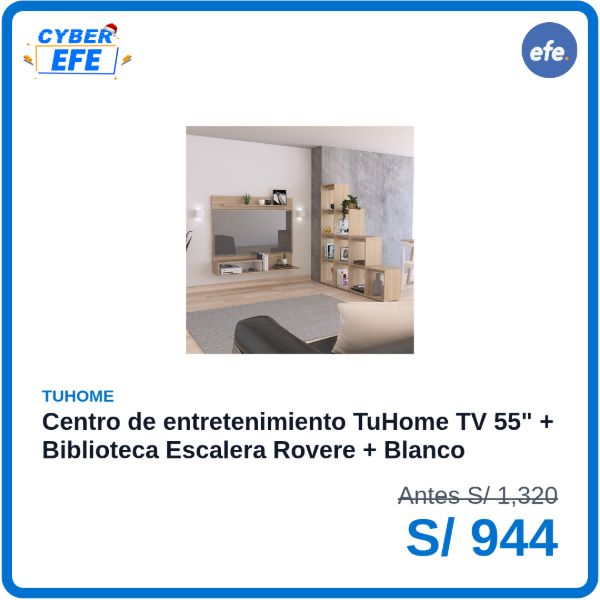 CYBER
EFE
efe.
TUHOME
Centro de entretenimiento TuHome TV 55" +
Biblioteca Escalera Rovere + Blanco
Antes S/ 1,320
S/ 944